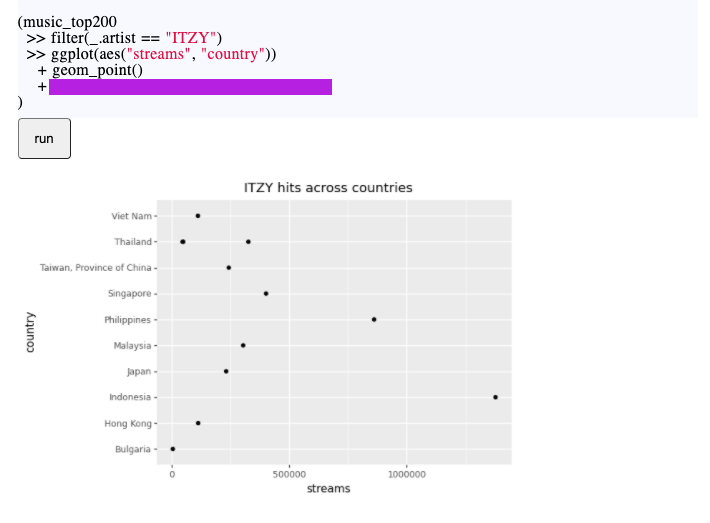 (music_top200
>> filter(_.artist == "ITZY")
>> ggplot(aes("streams", "country"))
+ geom_point()
+
)
run
ITZY hits across countries
Viet Nam
Thailand
Taiwan, Province of China
Singapore
Philippines
Malaysia
Japan
Indonesia
Hong Kong
Bulgaria
country
0 500000 1000000
streams